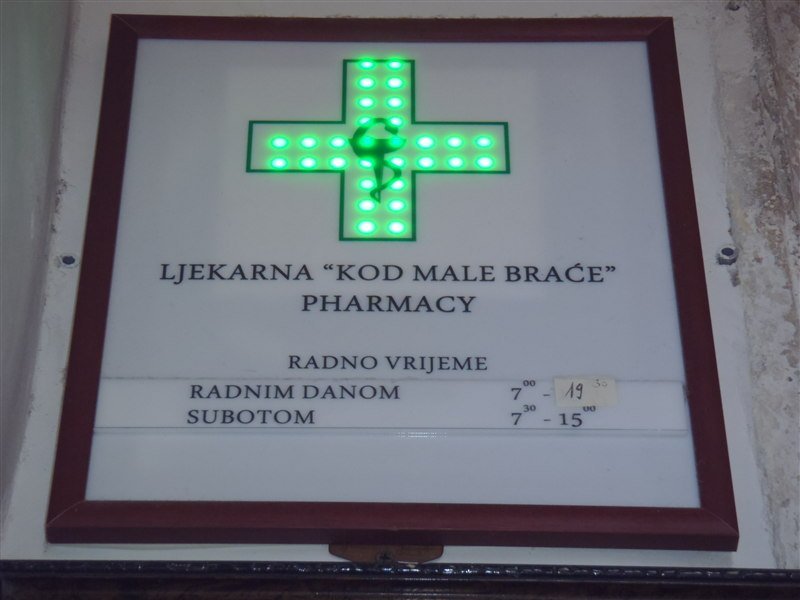 LJEKARNA “KOD MALE BRAĆE”
PHARMACY
RADNO VRIJEME
RADNIM DANOM 7⁰⁰ - 19³⁰
SUBOTOM 7³⁰ - 15⁰⁰